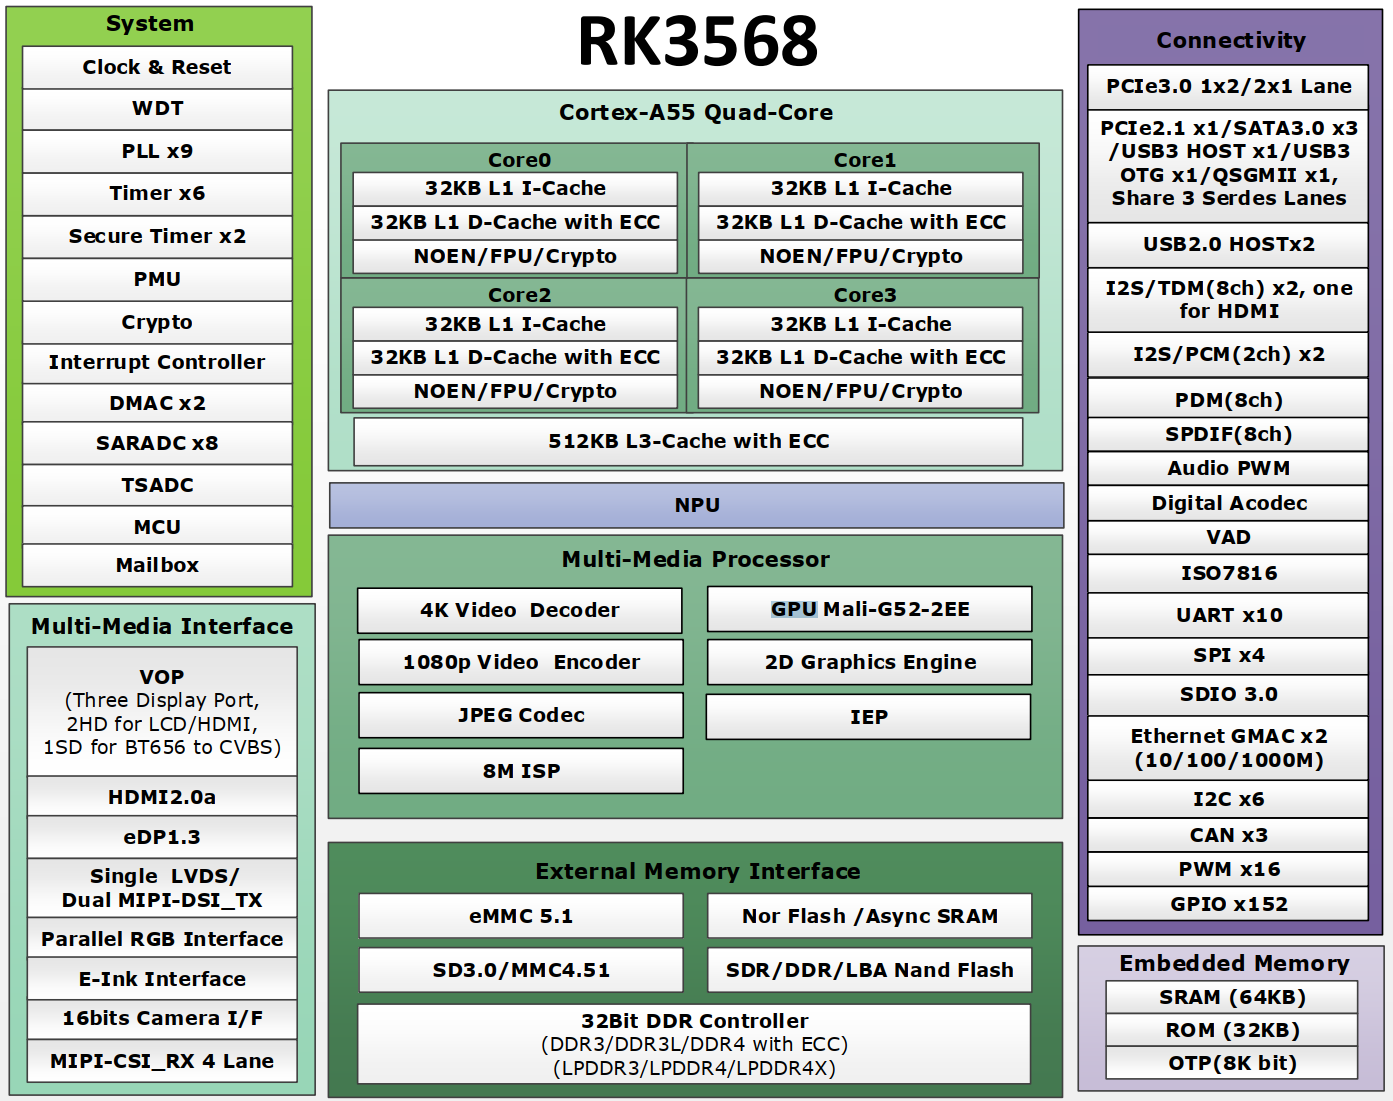 RK3568
System
Clock & Reset
WDT
PLL x9
Timer x6
Secure Timer x2
PMU
Crypto
Interrupt Controller
DMAC x2
SARADC x8
TSADC
MCU
Mailbox
Multi-Media Interface
VOP
(Three Display Port,
2HD for LCD/HDMI,
1SD for BT656 to CVBS)
HDMI2.0a
eDP1.3
Single LVDS/
Dual MIPI-DSI_TX
Parallel RGB Interface
E-Ink Interface
16bits Camera I/F
MIPI-CSI_RX 4 Lane
Cortex-A55 Quad-Core
Core0
32KB L1 I-Cache
32KB L1 D-Cache with ECC
NOEN/FPU/Crypto
Core1
32KB L1 I-Cache
32KB L1 D-Cache with ECC
NOEN/FPU/Crypto
Core2
32KB L1 I-Cache
32KB L1 D-Cache with ECC
NOEN/FPU/Crypto
Core3
32KB L1 I-Cache
32KB L1 D-Cache with ECC
NOEN/FPU/Crypto
512KB L3-Cache with ECC
NPU
Multi-Media Processor
4K Video Decoder
GPU Mali-G52-2EE
1080p Video Encoder
2D Graphics Engine
JPEG Codec
IEP
8M ISP
External Memory Interface
eMMC 5.1
Nor Flash /Async SRAM
SD3.0/MMC4.51
SDR/DDR/LBA Nand Flash
32Bit DDR Controller
(DDR3/DDR3L/DDR4 with ECC)
(LPDDR3/LPDDR4/LPDDR4X)
Connectivity
PCIe3.0 1x2/2x1 Lane
PCIe2.1 x1/SATA3.0 x3
/USB3 HOST x1/USB3
OTG x1/QSGMII x1,
Share 3 Serdes Lanes
USB2.0 HOSTx2
I2S/TDM(8ch) x2, one
for HDMI
I2S/PCM(2ch) x2
PDM(8ch)
SPDIF(8ch)
Audio PWM
Digital Acodec
VAD
ISO7816
UART x10
SPI x4
SDIO 3.0
Ethernet GMAC x2
(10/100/1000M)
I2C x6
CAN x3
PWM x16
GPIO x152
Embedded Memory
SRAM (64KB)
ROM (32KB)
OTP(8K bit)